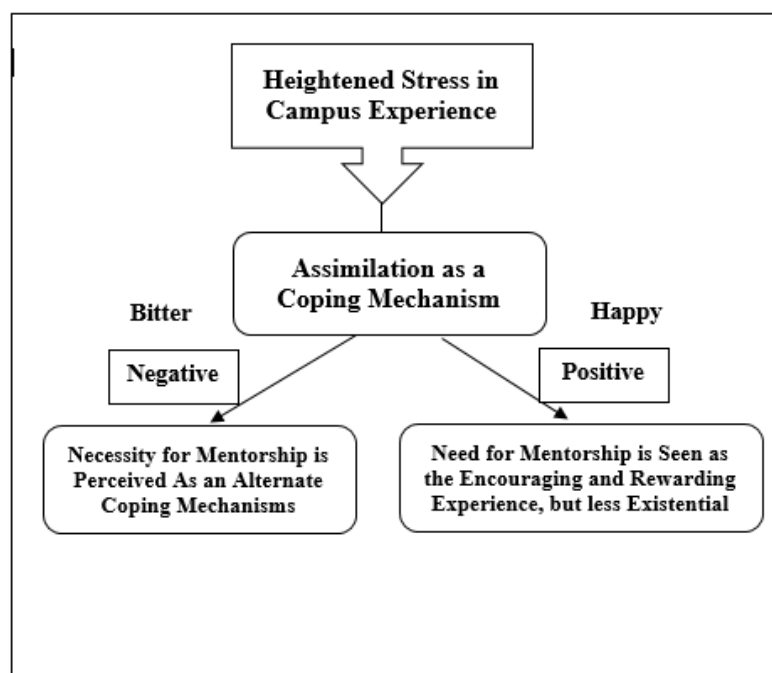 Heightened Stress in
Campus Experience
Assimilation as a
Coping Mechanism
Bitter
Happy
Negative
Positive
Necessity for Mentorship is
Perceived As an Alternate
Coping Mechanisms
Need for Mentorship is Seen as
the Encouraging and Rewarding
Experience, but less Existential